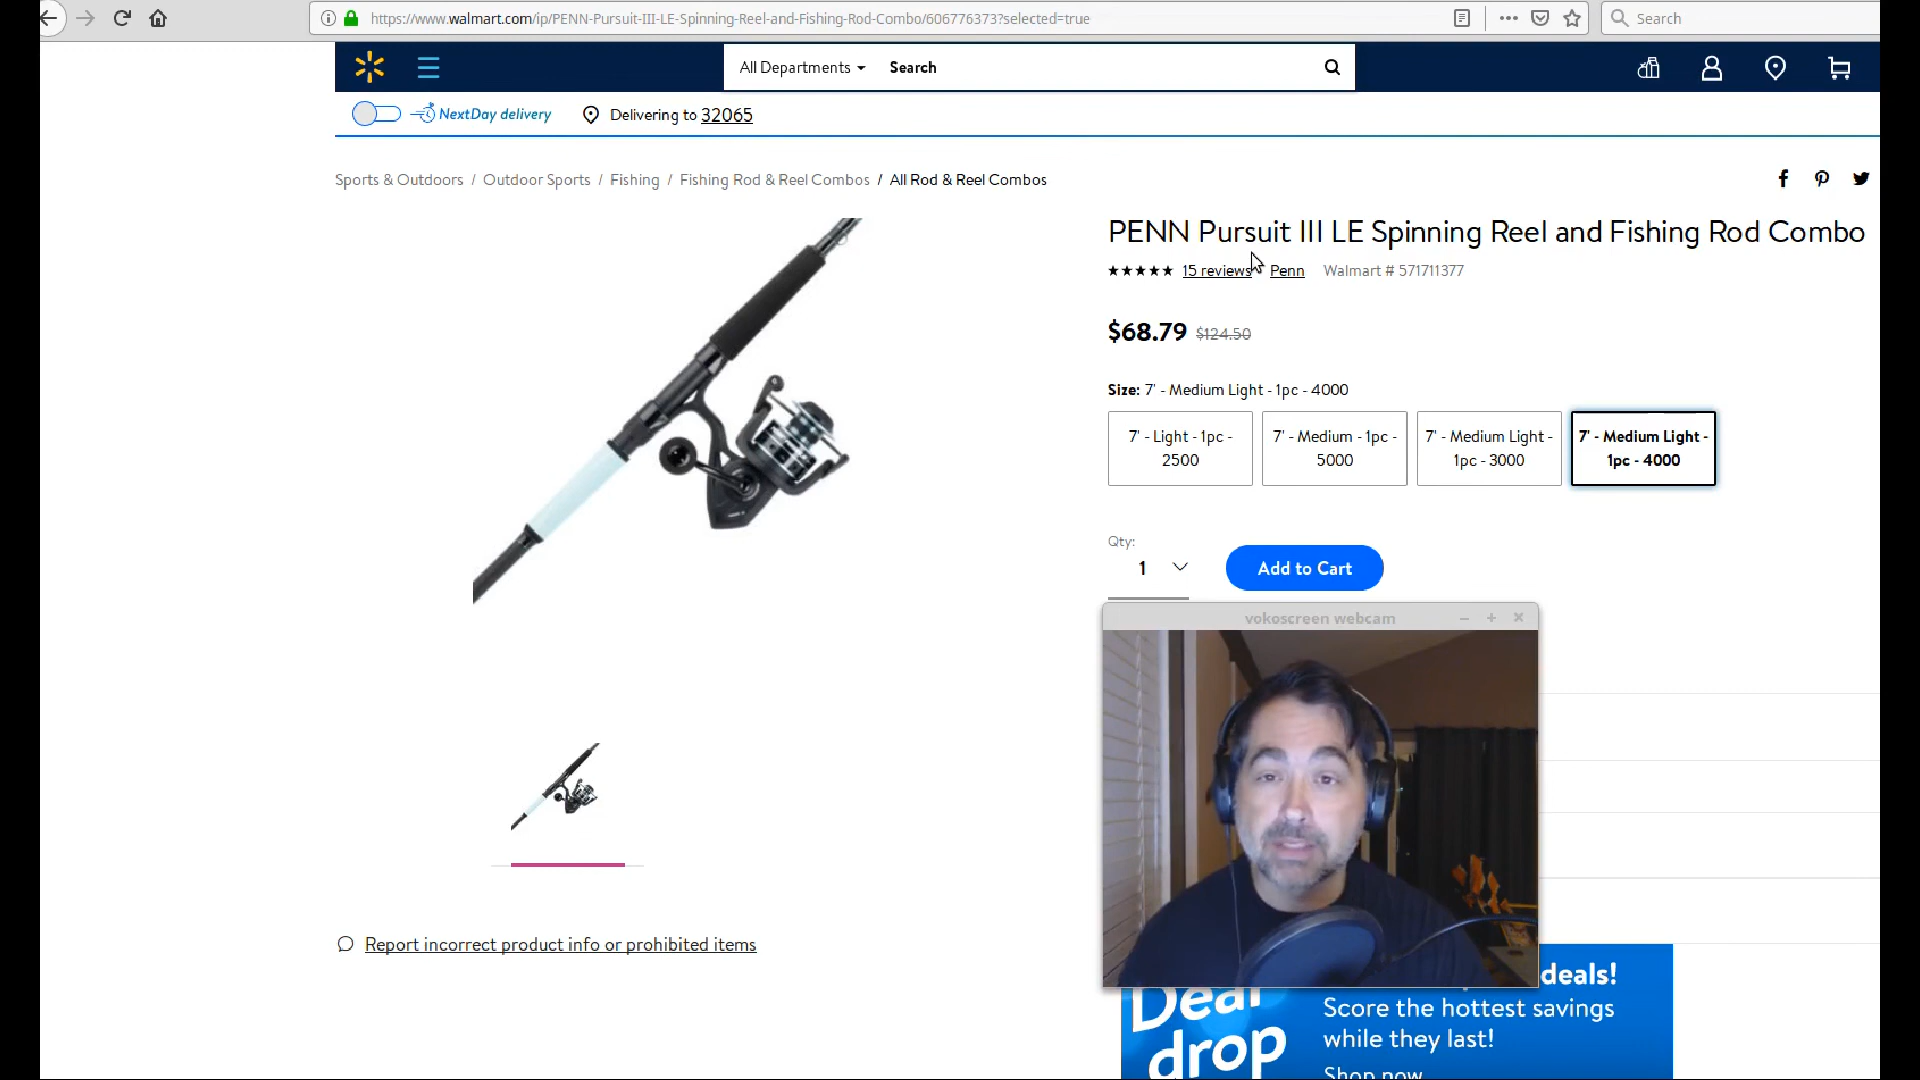 https://www.walmart.com/ip/PENN-Pursuit-III-LE-Spinning-Reel-and-Fishing-Rod-Combo/606776373?selected=true
Search
All Departments
Search
NextDay delivery
Delivering to 32065
Sports & Outdoors / Outdoor Sports / Fishing / Fishing Rod & Reel Combos / All Rod & Reel Combos
PENN Pursuit III LE Spinning Reel and Fishing Rod Combo
15 reviews Penn Walmart # 571711377
$68.79 $124.50
Size: 7' - Medium Light - 1pc - 4000
7' - Light - 1pc -
2500
7' - Medium - 1pc -
5000
7' - Medium Light -
1pc - 3000
7' - Medium Light -
1pc - 4000
Qty:
1
Add to Cart
vokoscreen webcam
Report incorrect product info or prohibited items
Deal
drop
deals!
Score the hottest savings
while they last!
Shop now